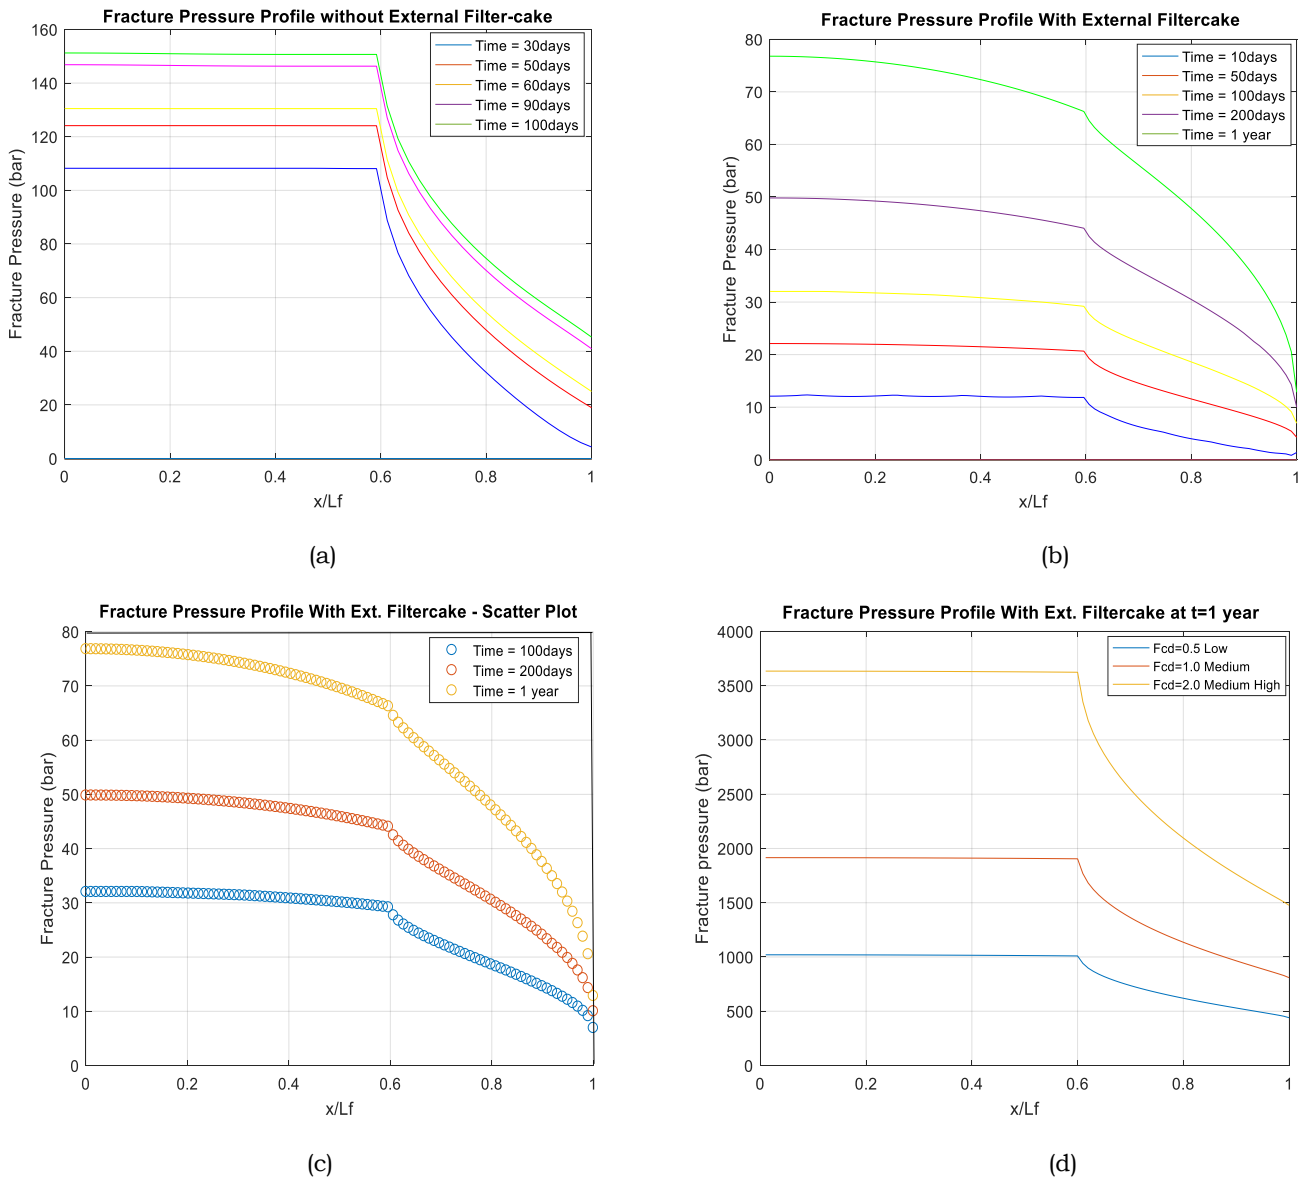 Fracture Pressure Profile without External Filter-cake
160
140
120
100
80
60
40
20
0
Fracture Pressure (bar)
0 0.2 0.4 0.6 0.8 1
x/Lf
Time = 30days
Time = 50days
Time = 60days
Time = 90days
Time = 100days
(a)
Fracture Pressure Profile With External Filtercake
80
70
60
50
40
30
20
10
0
Fracture Pressure (bar)
0 0.2 0.4 0.6 0.8 1
x/Lf
Time = 10days
Time = 50days
Time = 100days
Time = 200days
Time = 1 year
(b)
Fracture Pressure Profile With Ext. Filtercake - Scatter Plot
80
70
60
50
40
30
20
10
0
Fracture Pressure (bar)
0 0.2 0.4 0.6 0.8 1
x/Lf
Time = 100days
Time = 200days
Time = 1 year
(c)
Fracture Pressure Profile With Ext. Filtercake at t=1 year
4000
3500
3000
2500
2000
1500
1000
500
0
Fracture pressure (bar)
0 0.2 0.4 0.6 0.8 1
x/Lf
Fcd=0.5 Low
Fcd=1.0 Medium
Fcd=2.0 Medium High
(d)